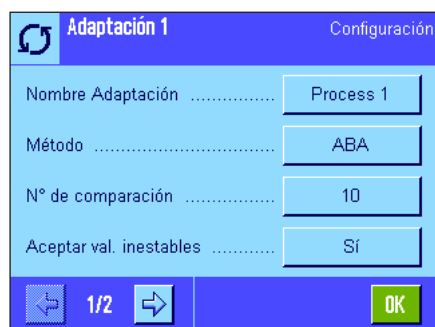 Adaptación 1 Configuración
Nombre Adaptación ............... Process 1
Método ................................ ABA
N° de comparación ................ 10
Aceptar val. inestables ........... Sí
1/2 OK